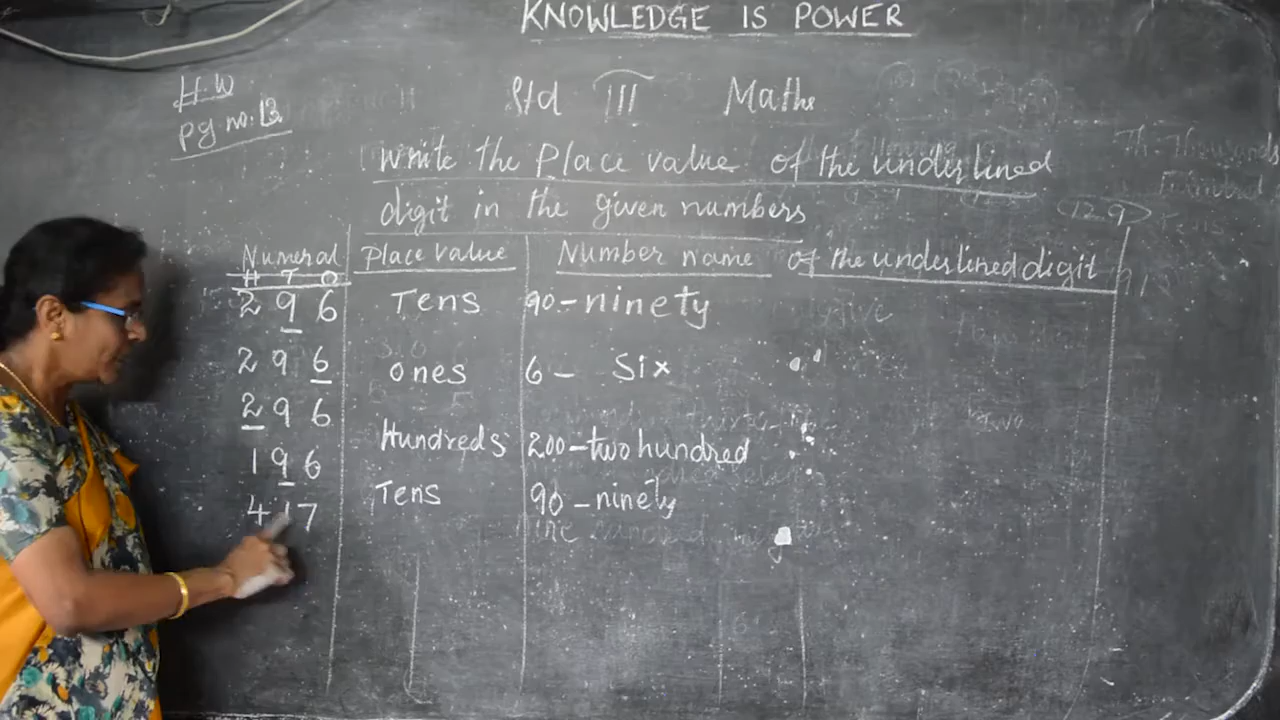 KNOWLEDGE IS POWER
H.W
pg no. 13
Std III Maths
Write the Place value of the underlined
digit in the given numbers
Numeral Place value Number name of the underlined digit
H T O
2 9 6 Tens 90 - ninety
2 9 6 Ones 6 - Six
2 9 6 Hundreds 200 - two hundred
1 9 6 Tens 90 - ninety
4 1 7